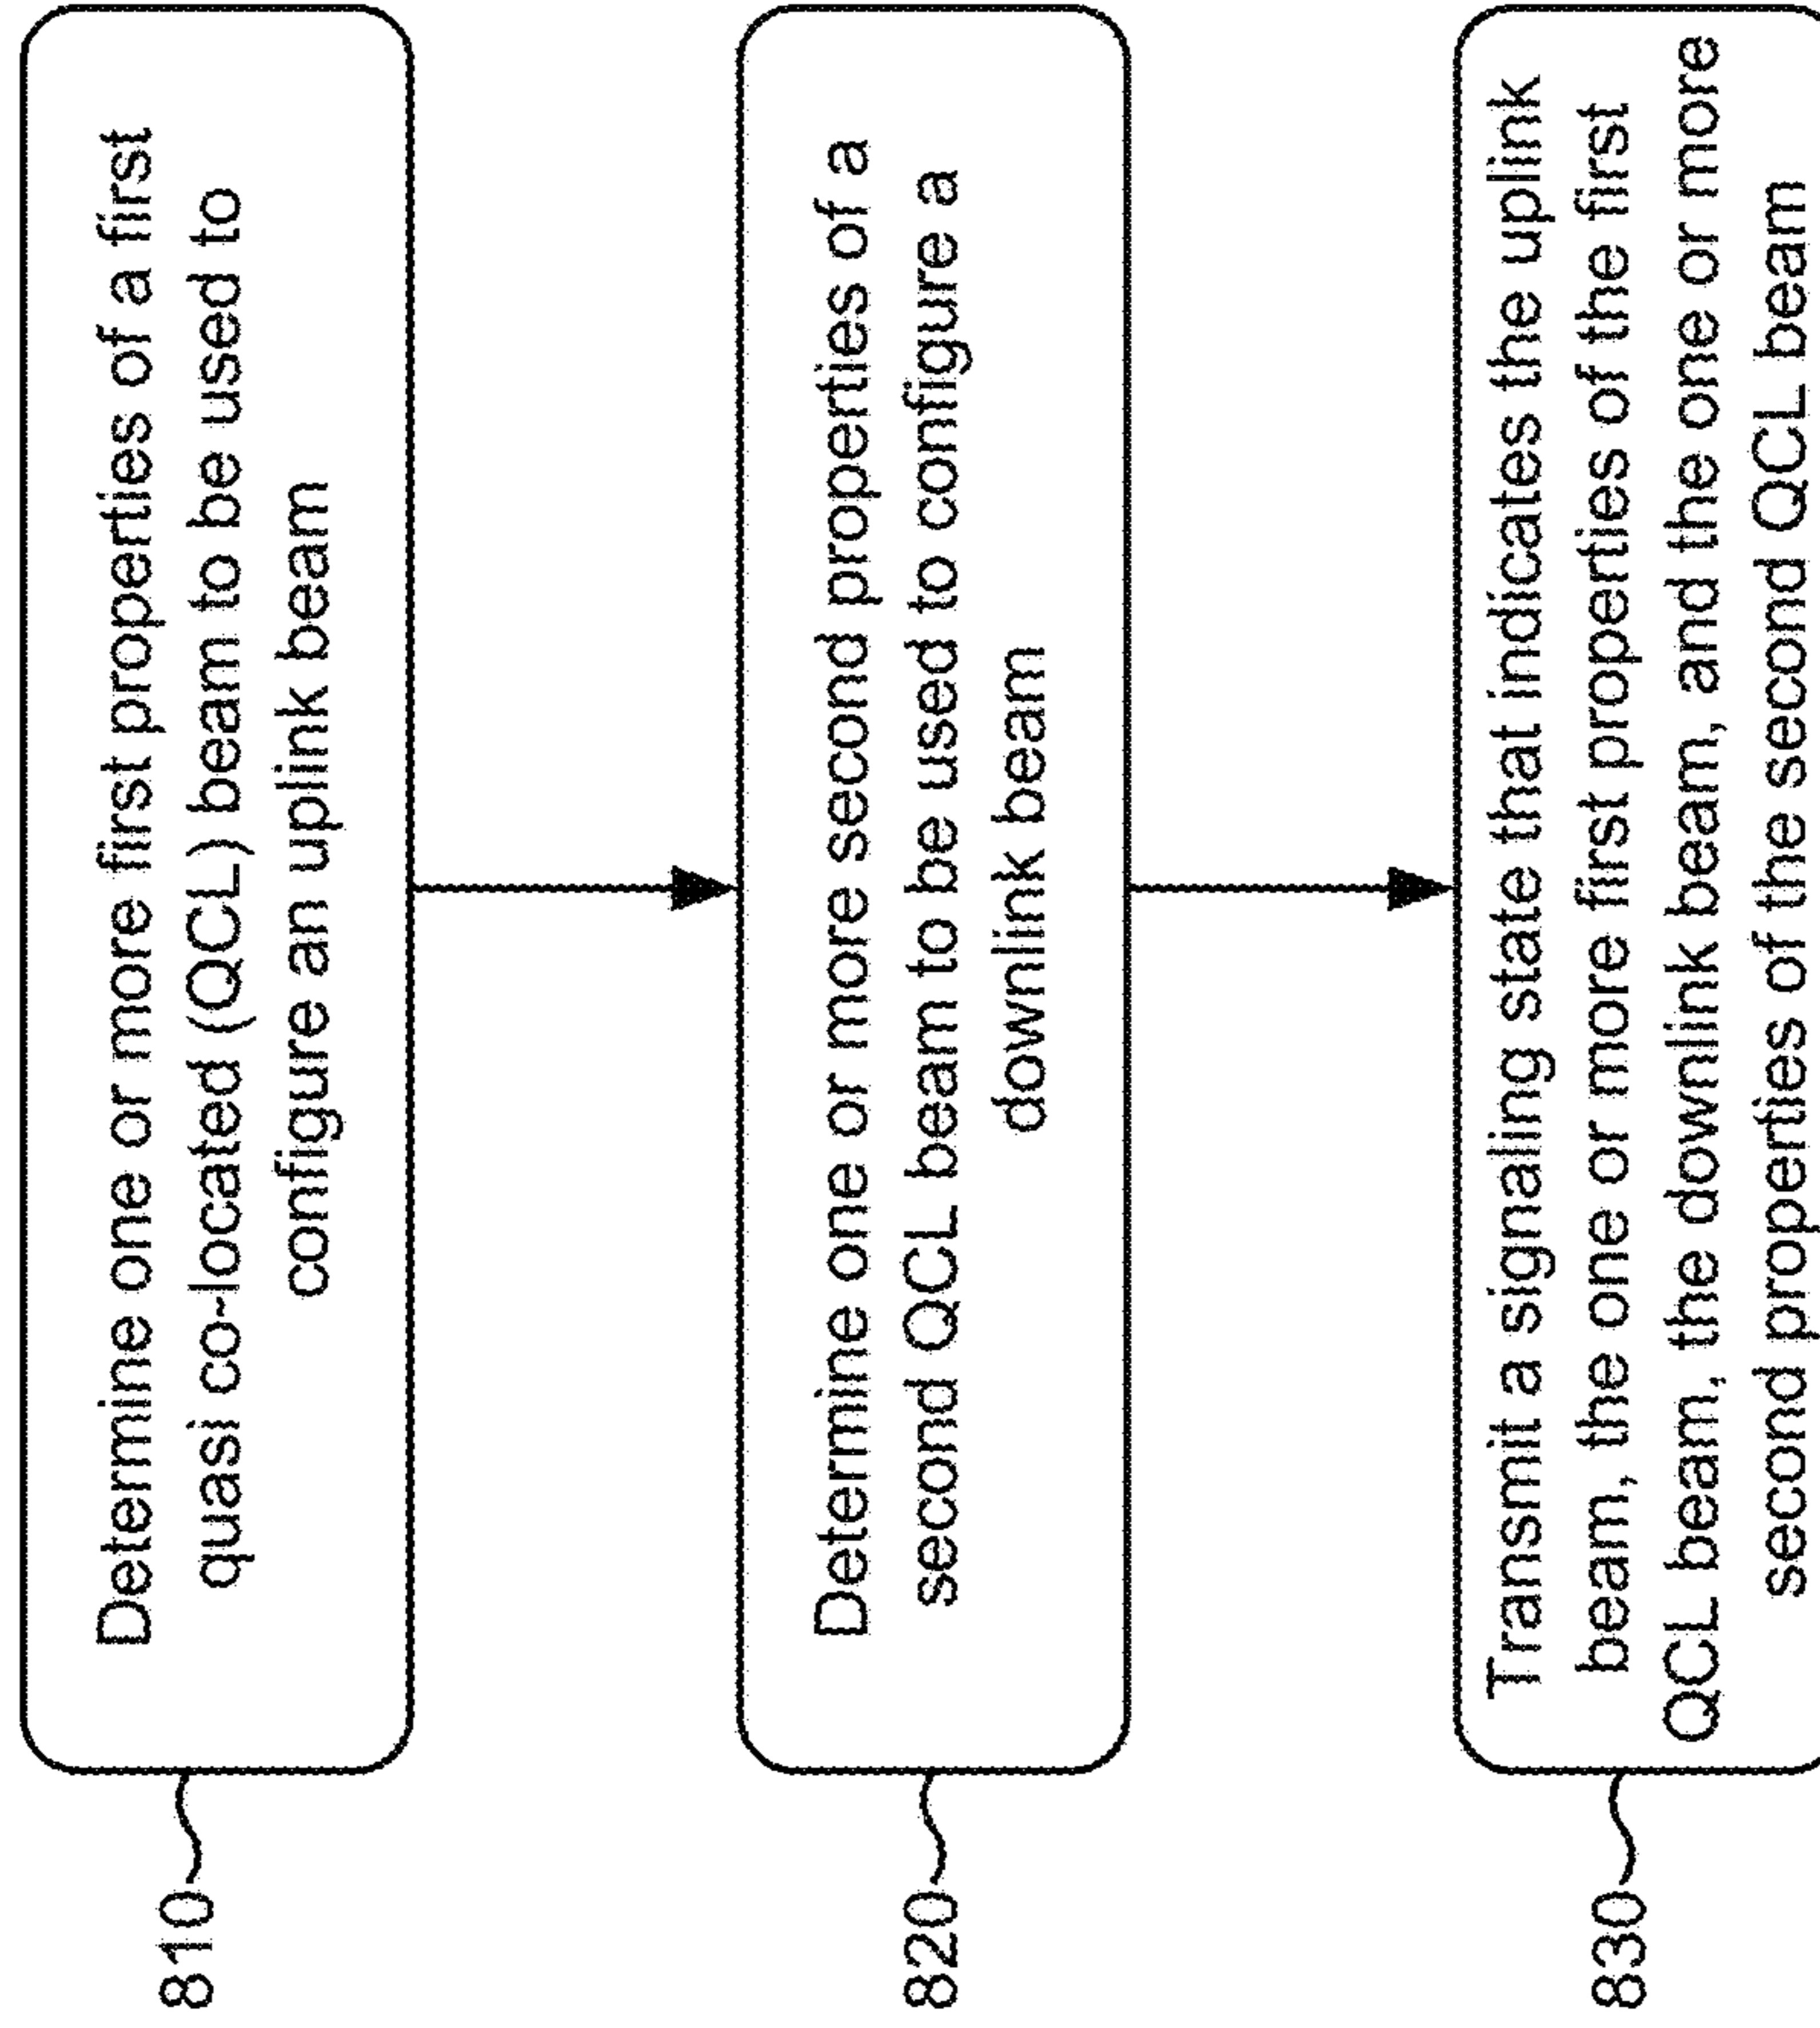 810
Determine one or more first properties of a first
quasi co-located (QCL) beam to be used to
configure an uplink beam
820
Determine one or more second properties of a
second QCL beam to be used to configure a
downlink beam
830
Transmit a signaling state that indicates the uplink
beam, the one or more first properties of the first
QCL beam, the downlink beam, and the one or more
second properties of the second QCL beam